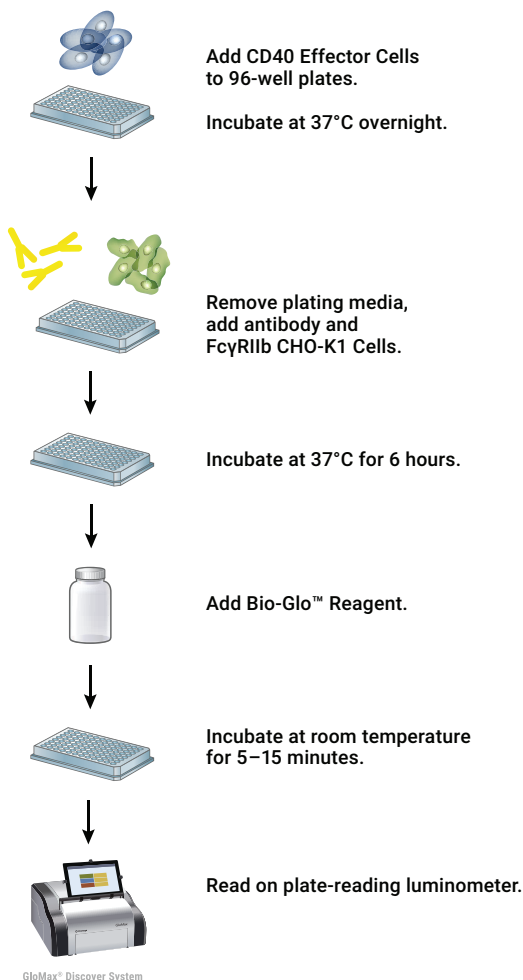 Add CD40 Effector Cells
to 96-well plates.
Incubate at 37°C overnight.
Remove plating media,
add antibody and
FcγRIIb CHO-K1 Cells.
Incubate at 37°C for 6 hours.
Add Bio-Glo™ Reagent.
Incubate at room temperature
for 5–15 minutes.
Read on plate-reading luminometer.
GloMax® Discover System